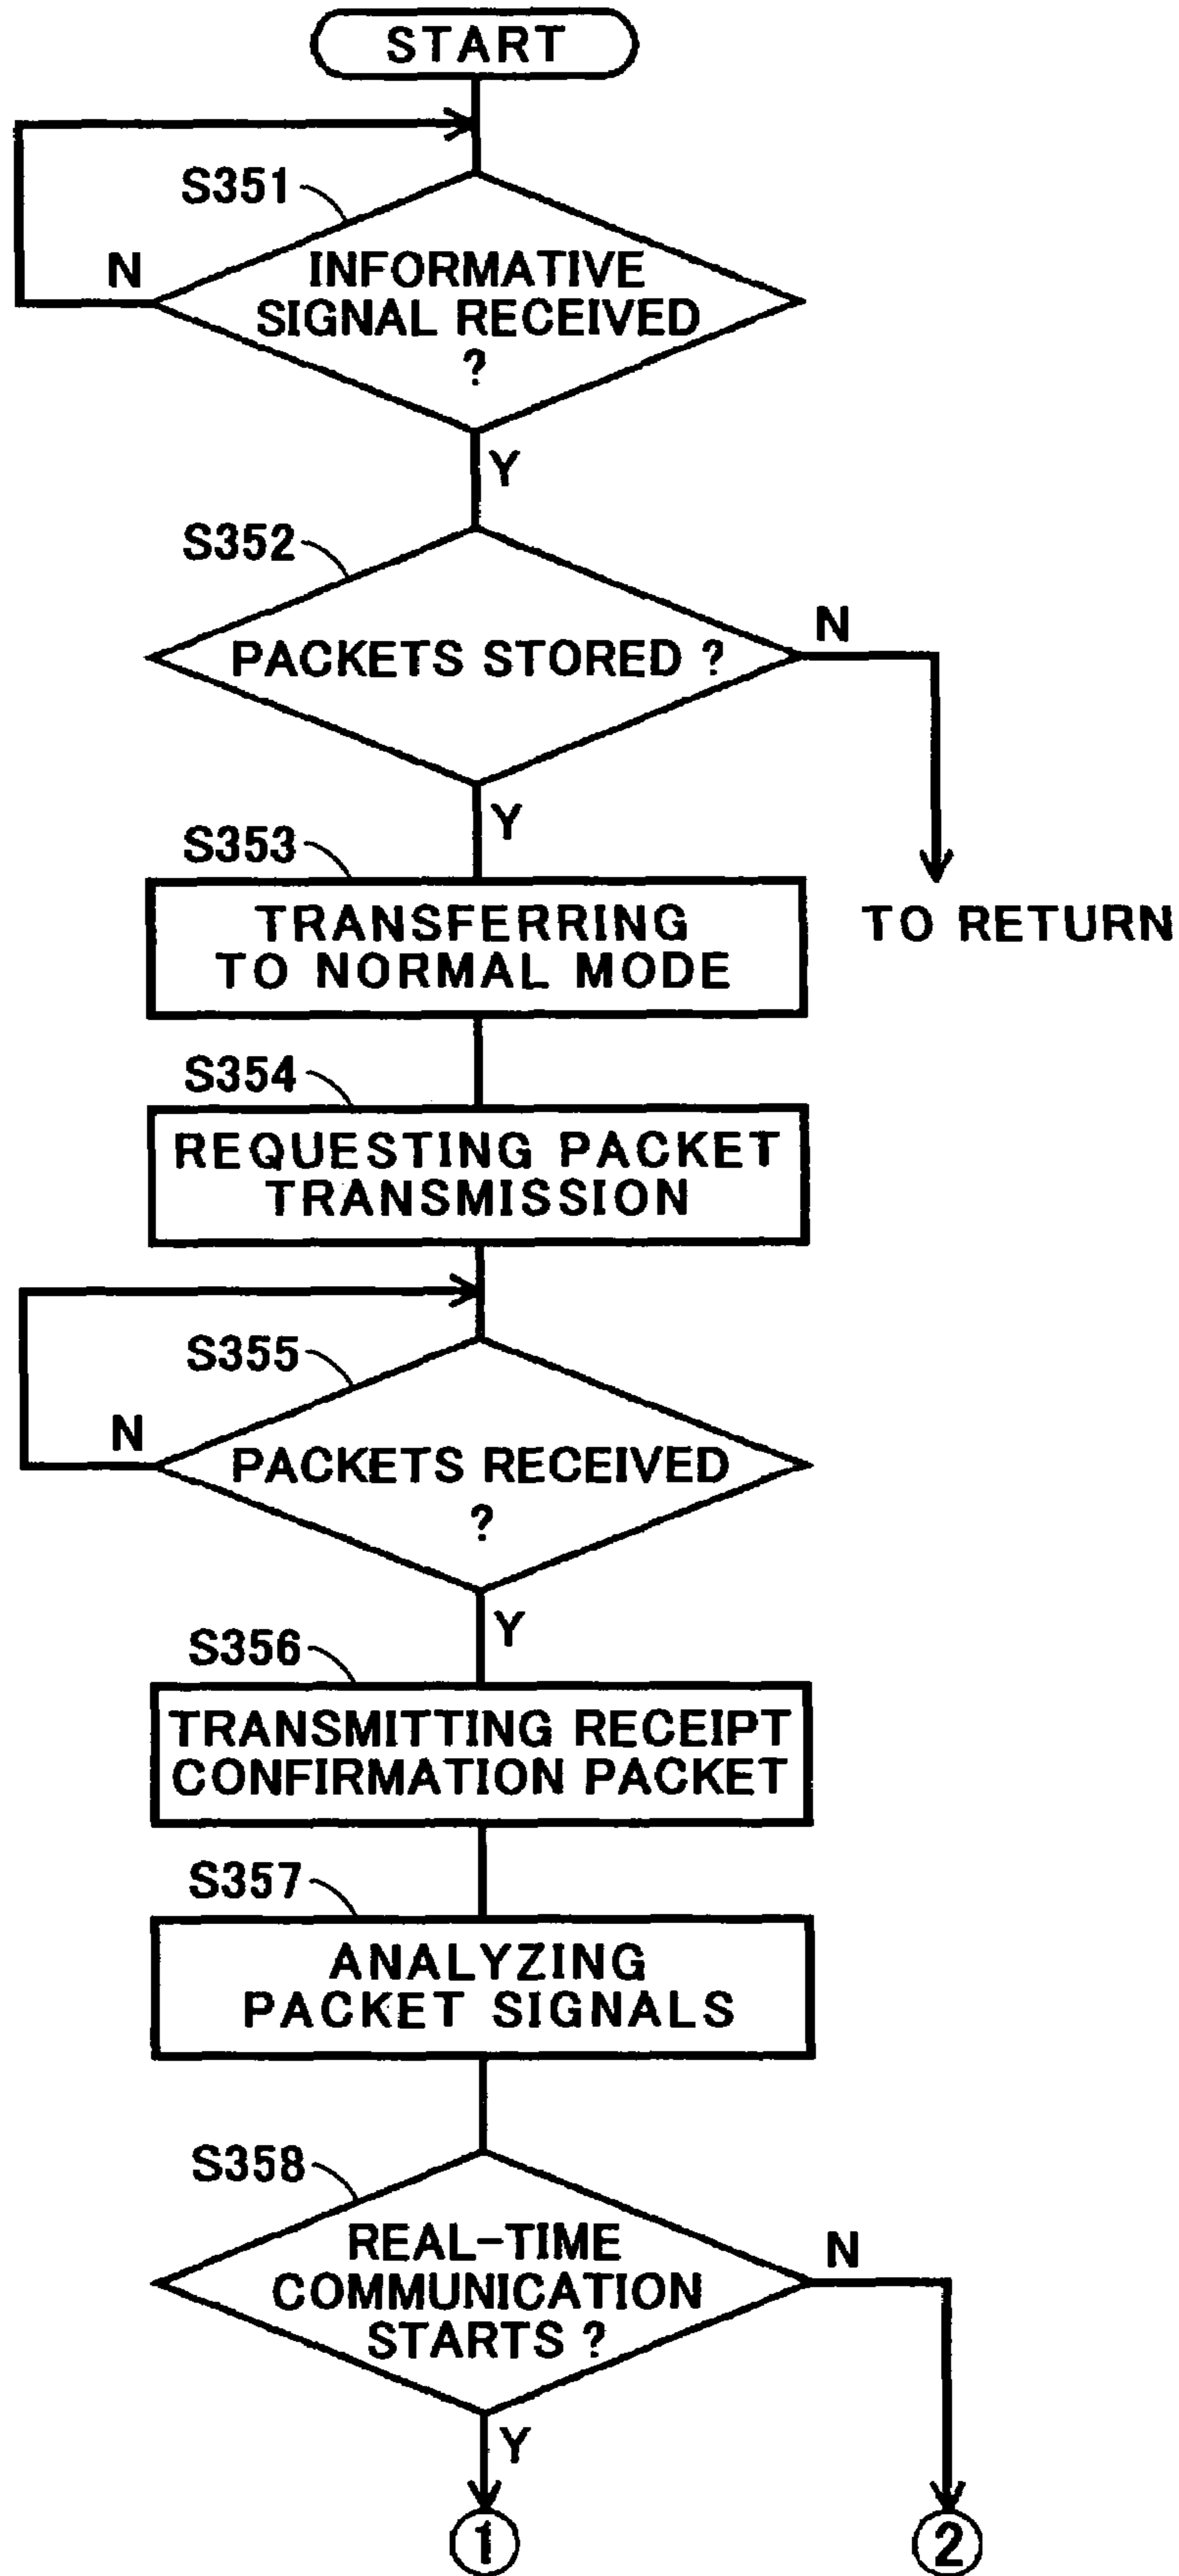 START
S351
N
INFORMATIVE
SIGNAL RECEIVED
?
Y
S352
N
PACKETS STORED ?
Y
S353
TRANSFERRING
TO NORMAL MODE
TO RETURN
S354
REQUESTING PACKET
TRANSMISSION
S355
N
PACKETS RECEIVED
?
Y
S356
TRANSMITTING RECEIPT
CONFIRMATION PACKET
S357
ANALYZING
PACKET SIGNALS
S358
REAL-TIME
COMMUNICATION
STARTS ?
N
Y
1
2